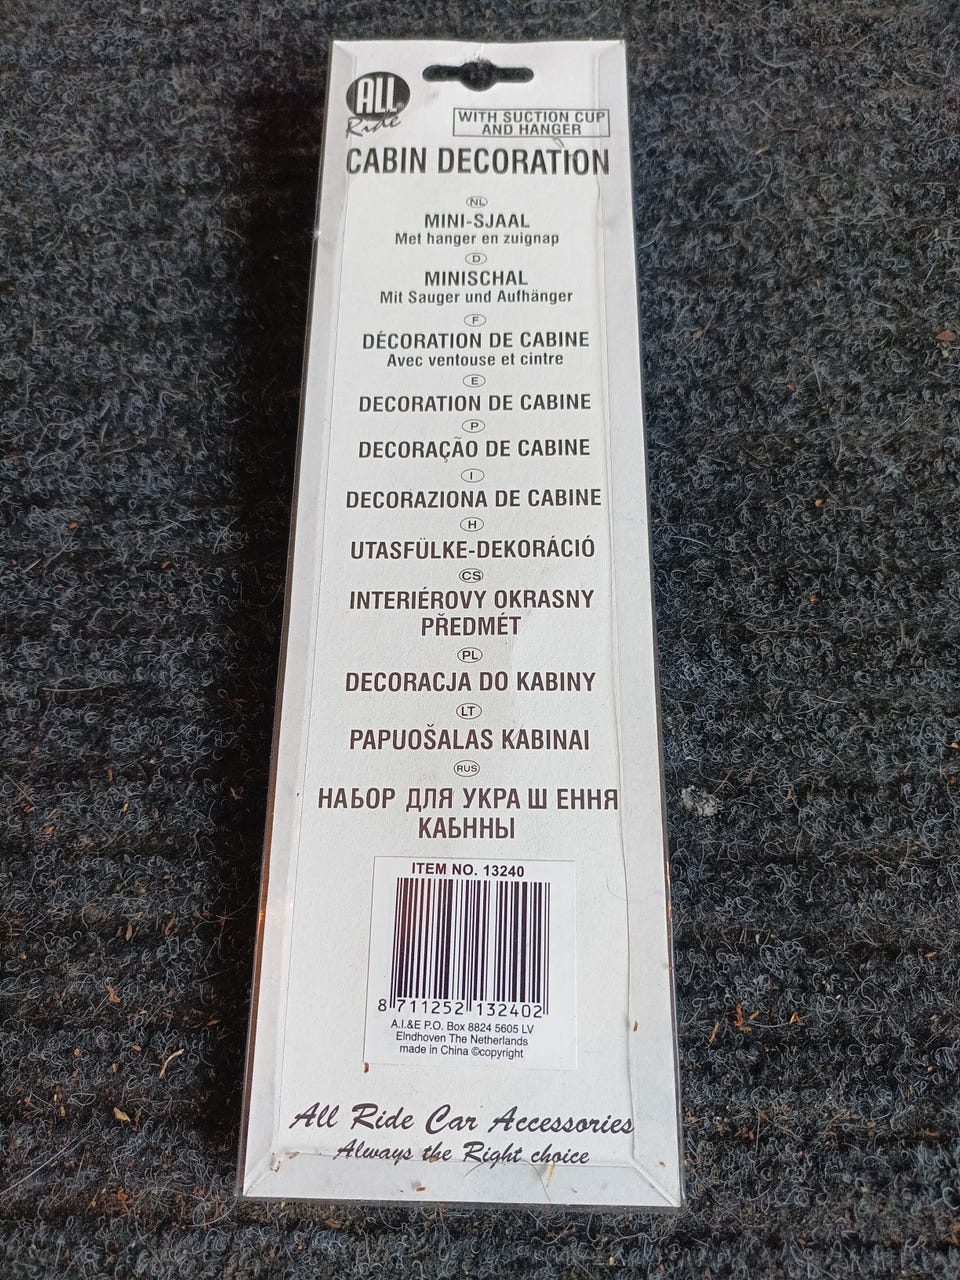 ALL
Ride
WITH SUCTION CUP
AND HANGER
CABIN DECORATION
NL
MINI-SJAAL
Met hanger en zuignap
D
MINISCHAL
Mit Sauger und Aufhänger
F
DÉCORATION DE CABINE
Avec ventouse et cintre
E
DECORATION DE CABINE
P
DECORAÇÃO DE CABINE
I
DECORAZIONA DE CABINE
H
UTASFÜLKE-DEKORÁCIÓ
CS
INTERIÉROVY OKRASNY
PŘEDMÉT
PL
DECORACJA DO KABINY
LT
PAPUOŠALAS KABINAI
RUS
НАЬОР ДЛЯ УКРА Ш ЕННЯ
КАЬННЫ
ITEM NO. 13240
8 711252 132402
A.I.&E P.O. Box 8824 5605 LV
EIndhoven The Netherlands
made in China ©copyright
All Ride Car Accessories
Always the Right choice